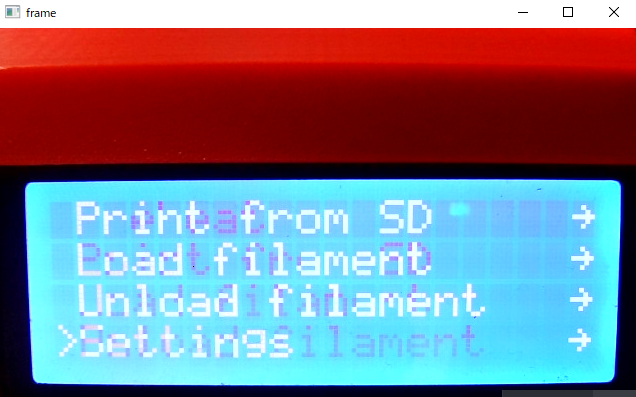 frame
Print from SD →
Load filament →
Unload filament →
>Settings →